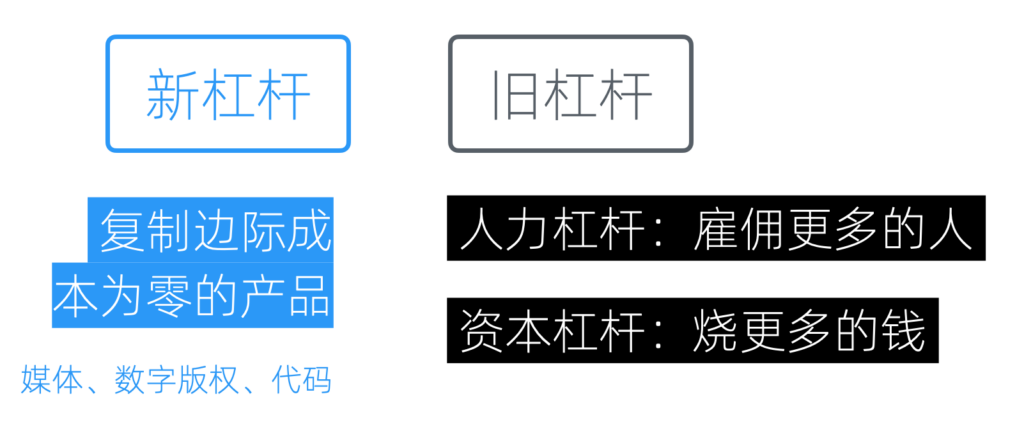 新杠杆
复制边际成
本为零的产品
媒体、数字版权、代码
旧杠杆
人力杠杆：雇佣更多的人
资本杠杆：烧更多的钱